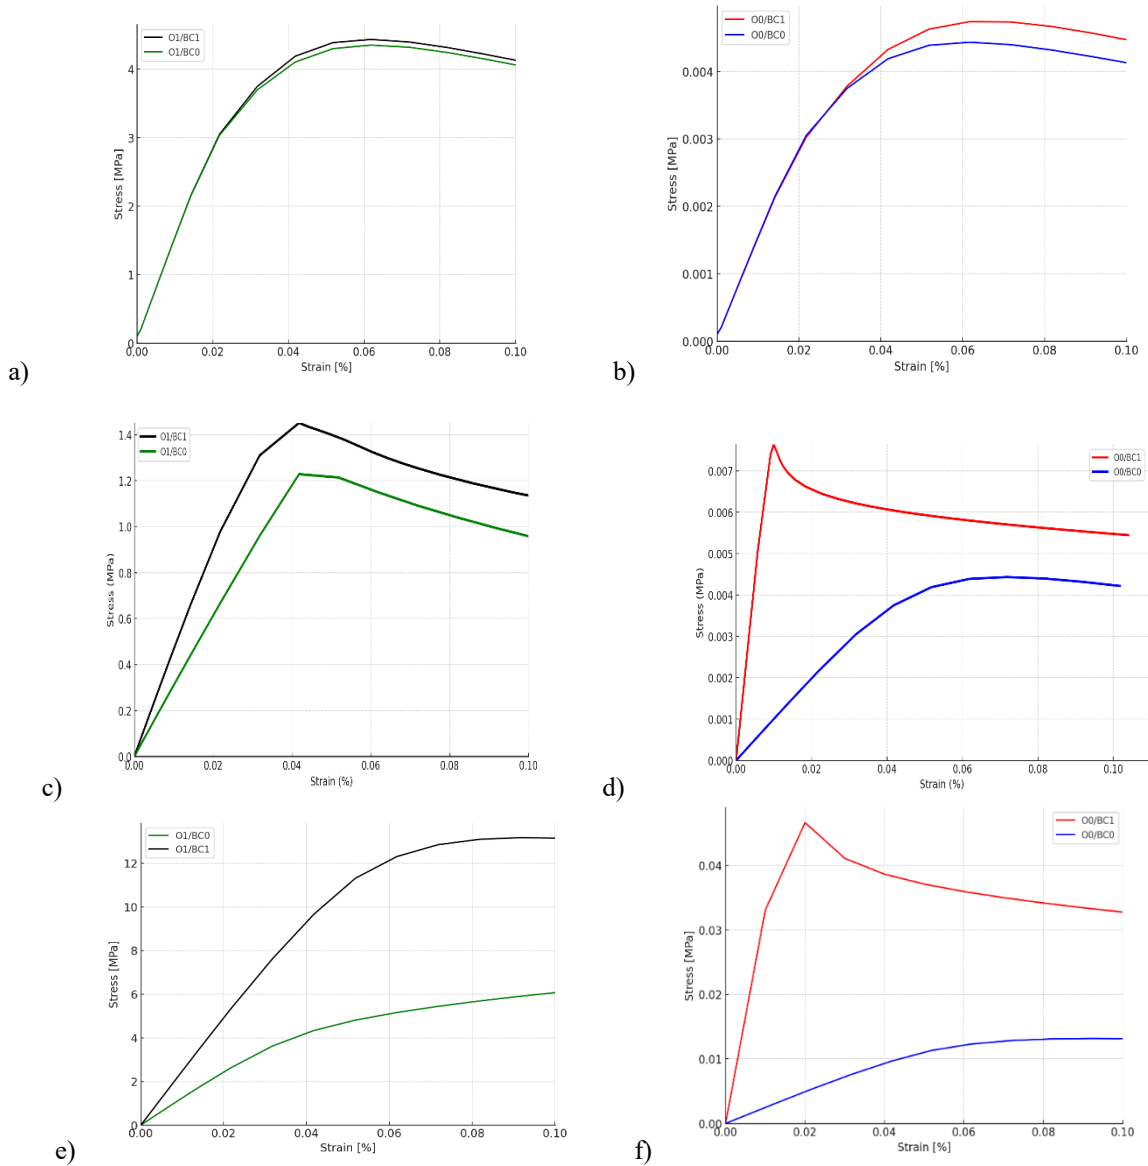 O1/BC1
O1/BC0
Stress [MPa]
4
3
2
1
0
0.00 0.02 0.04 0.06 0.08 0.10
Strain [%]
a)
O0/BC1
O0/BC0
Stress [MPa]
0.004
0.003
0.002
0.001
0.000
0.00 0.02 0.04 0.06 0.08 0.10
Strain [%]
b)
O1/BC1
O1/BC0
Stress (MPa)
1.4
1.2
1.0
0.8
0.6
0.4
0.2
0.0
0.00 0.02 0.04 0.06 0.08 0.10
Strain (%)
c)
O0/BC1
O0/BC0
Stress (MPa)
0.007
0.006
0.005
0.004
0.003
0.002
0.001
0.000
0.00 0.02 0.04 0.06 0.08 0.10
Strain (%)
d)
O1/BC0
O1/BC1
Stress [MPa]
12
10
8
6
4
2
0
0.00 0.02 0.04 0.06 0.08 0.10
Strain [%]
e)
O0/BC1
O0/BC0
Stress [MPa]
0.04
0.03
0.02
0.01
0.00
0.00 0.02 0.04 0.06 0.08 0.10
Strain [%]
f)